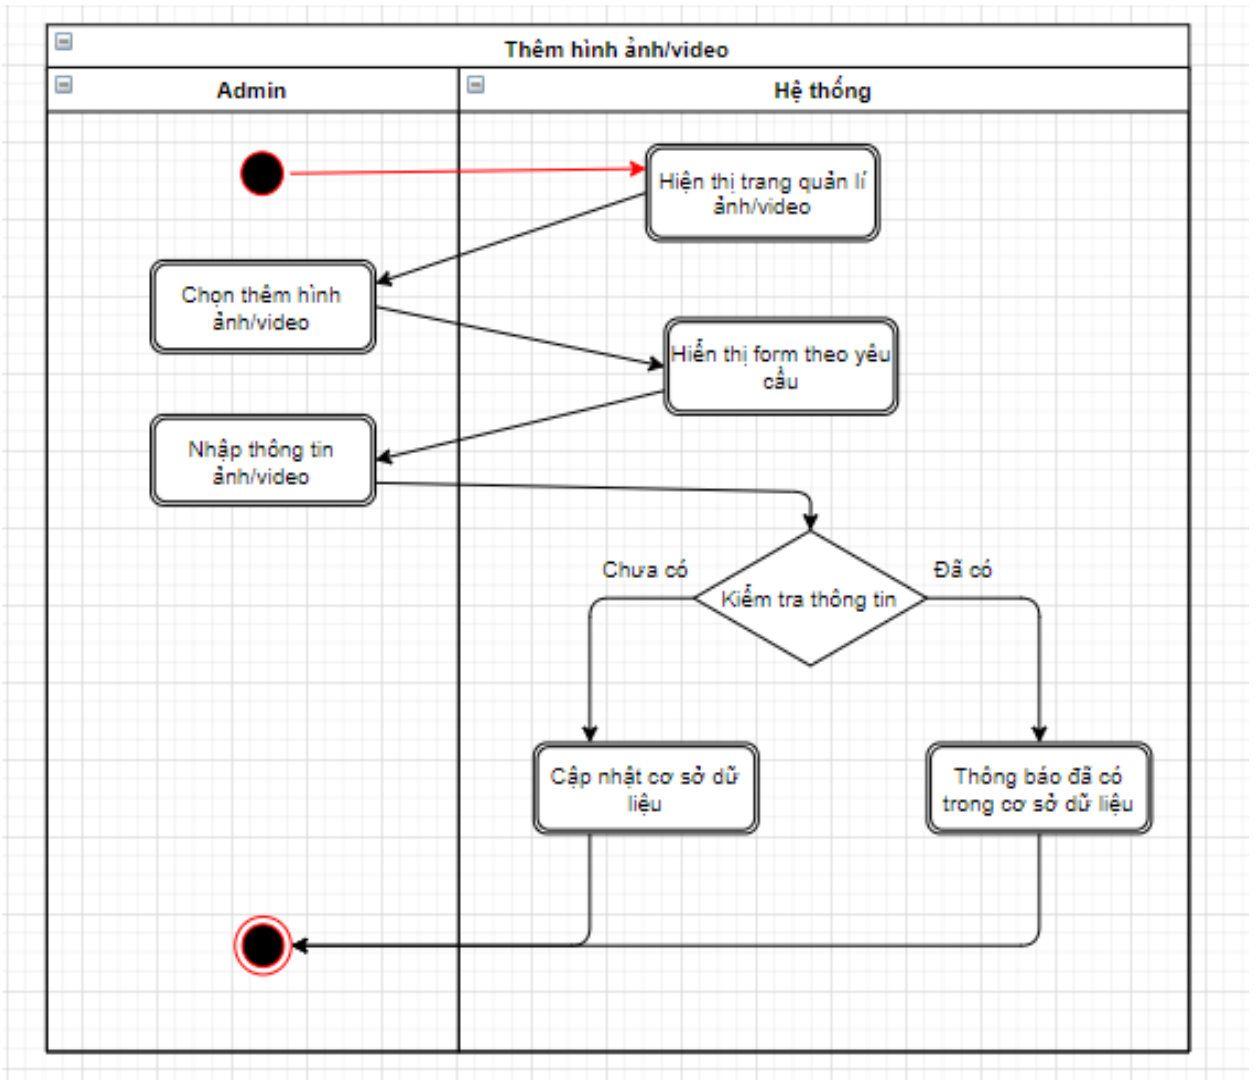 Thêm hình ảnh/video
Admin
Hệ thống
Hiện thị trang quản lí
ảnh/video
Chọn thêm hình
ảnh/video
Hiển thị form theo yêu
cầu
Nhập thông tin
ảnh/video
Chưa có
Đã có
Kiểm tra thông tin
Cập nhật cơ sở dữ
liệu
Thông báo đã có
trong cơ sở dữ liệu